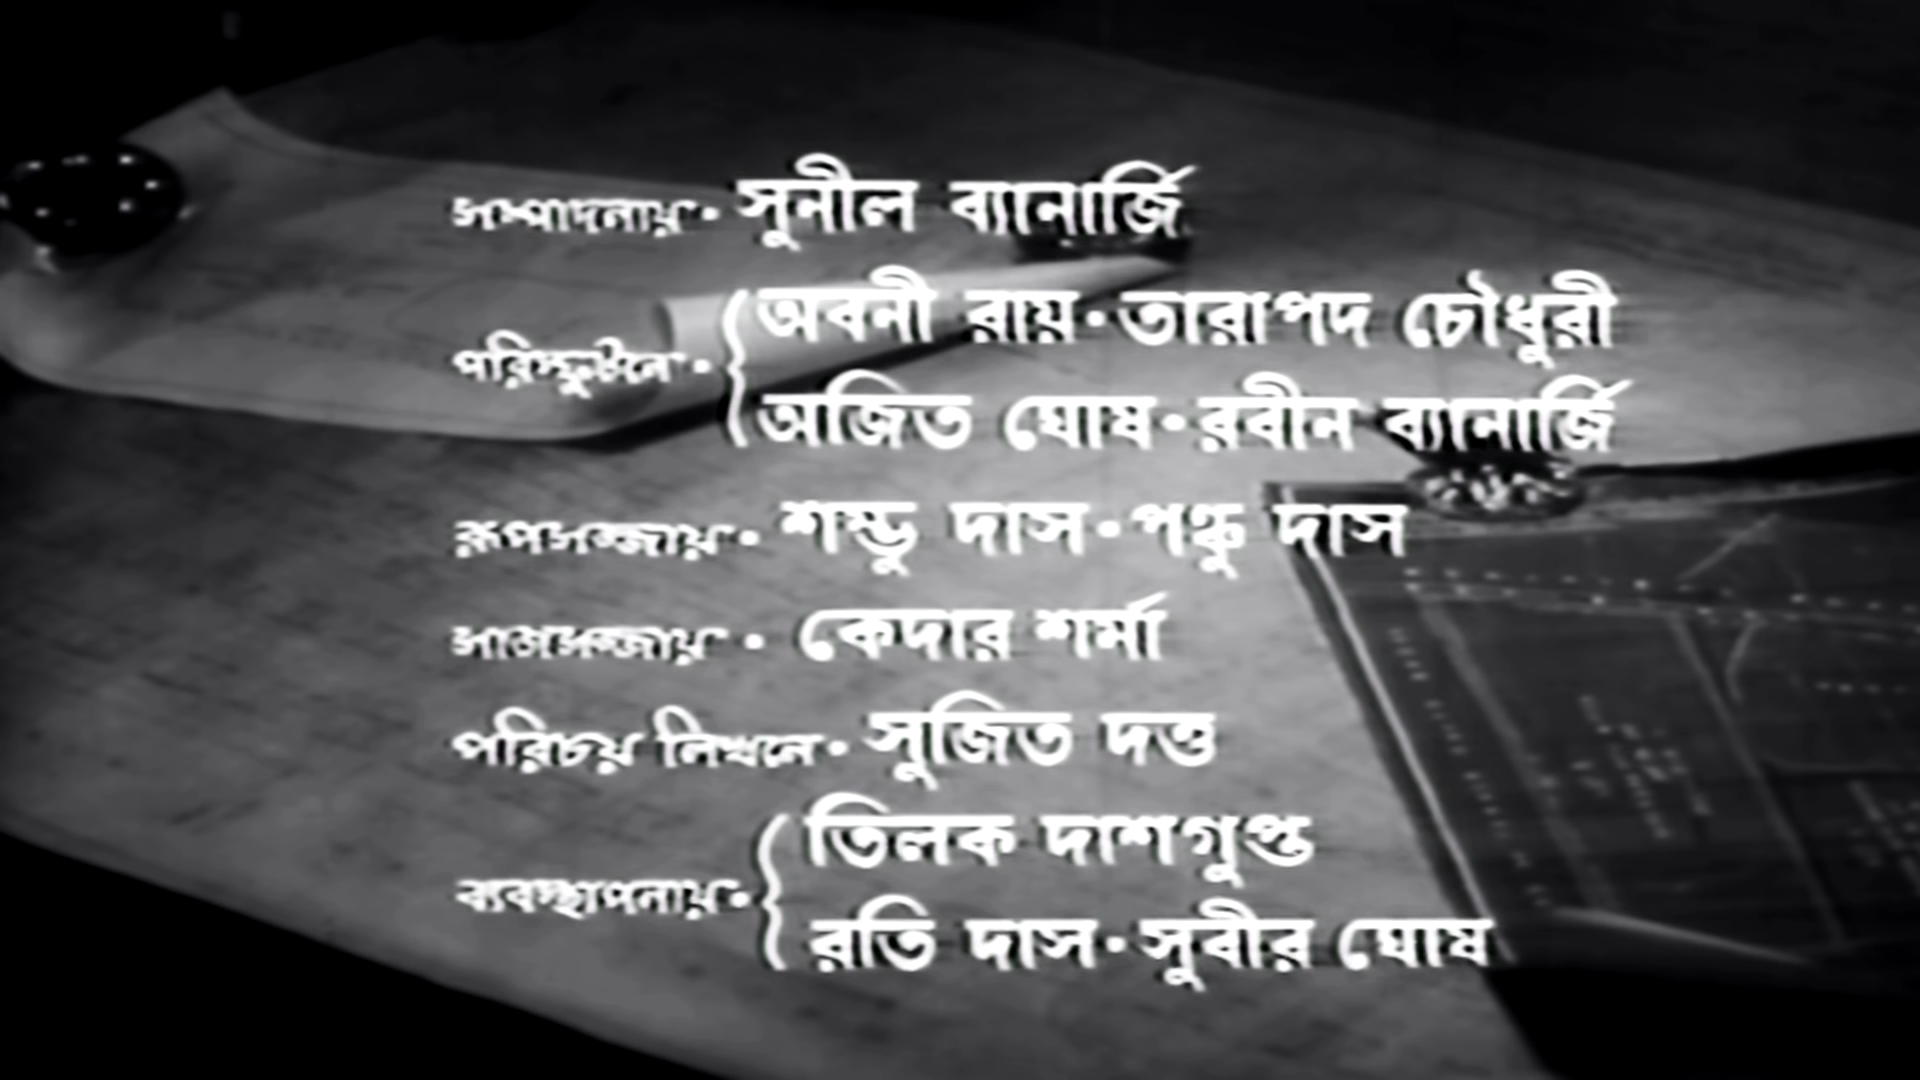 সম্পাদনায় • সুনীল ব্যানার্জি
পরিস্ফুটনে • { অবনী রায় • তারাপদ চৌধুরী
অজিত ঘোষ • রবীন ব্যানার্জি
রূপসজ্জায় • শম্ভু দাস • পঞ্চু দাস
সাজসজ্জায় • কেদার শর্মা
পরিচয় লিখনে • সুজিত দত্ত
ব্যবস্থাপনায় • { তিলক দাশগুপ্ত
রতি দাস • সুবীর ঘোষ